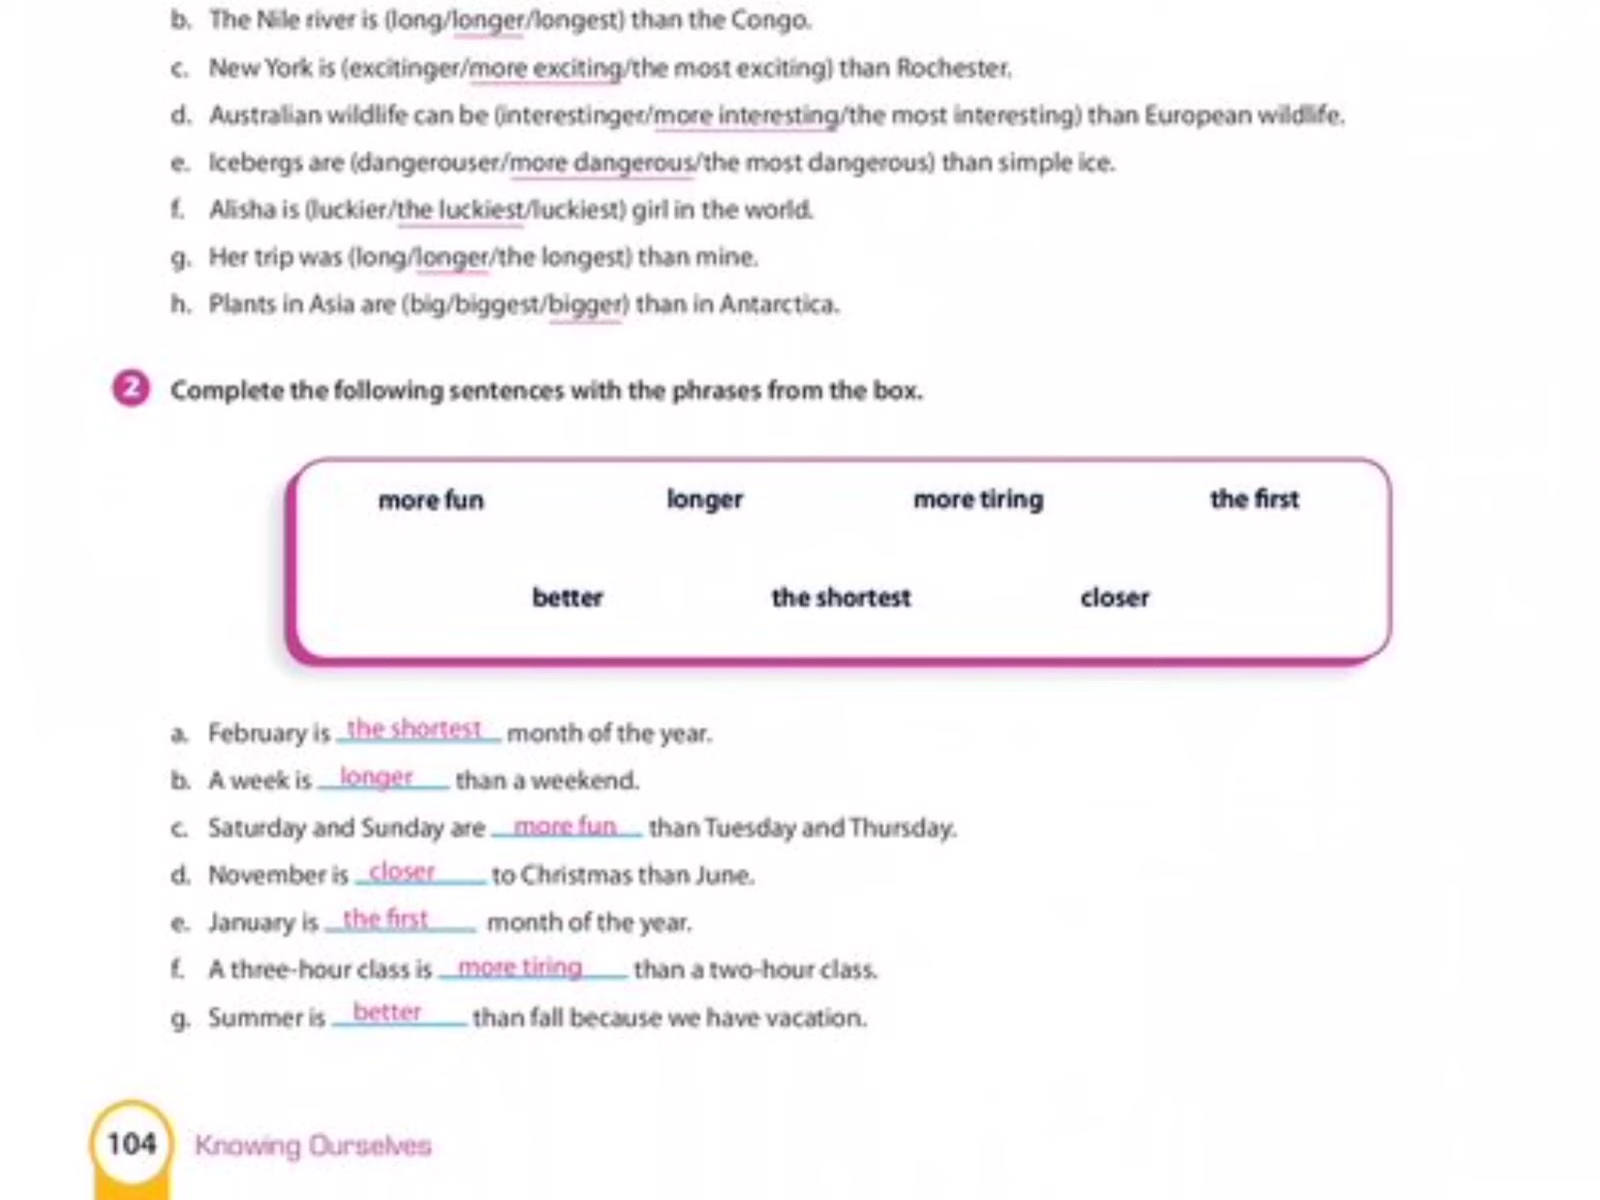 b. The Nile river is (long/longer/longest) than the Congo.
c. New York is (excitinger/more exciting/the most exciting) than Rochester.
d. Australian wildlife can be (interestinger/more interesting/the most interesting) than European wildlife.
e. Icebergs are (dangerouser/more dangerous/the most dangerous) than simple ice.
f. Alisha is (luckier/the luckiest/luckiest) girl in the world.
g. Her trip was (long/longer/the longest) than mine.
h. Plants in Asia are (big/biggest/bigger) than in Antarctica.
2 Complete the following sentences with the phrases from the box.
more fun longer more tiring the first
better the shortest closer
a. February is the shortest month of the year.
b. A week is longer than a weekend.
c. Saturday and Sunday are more fun than Tuesday and Thursday.
d. November is closer to Christmas than June.
e. January is the first month of the year.
f. A three-hour class is more tiring than a two-hour class.
g. Summer is better than fall because we have vacation.
104 Knowing Ourselves